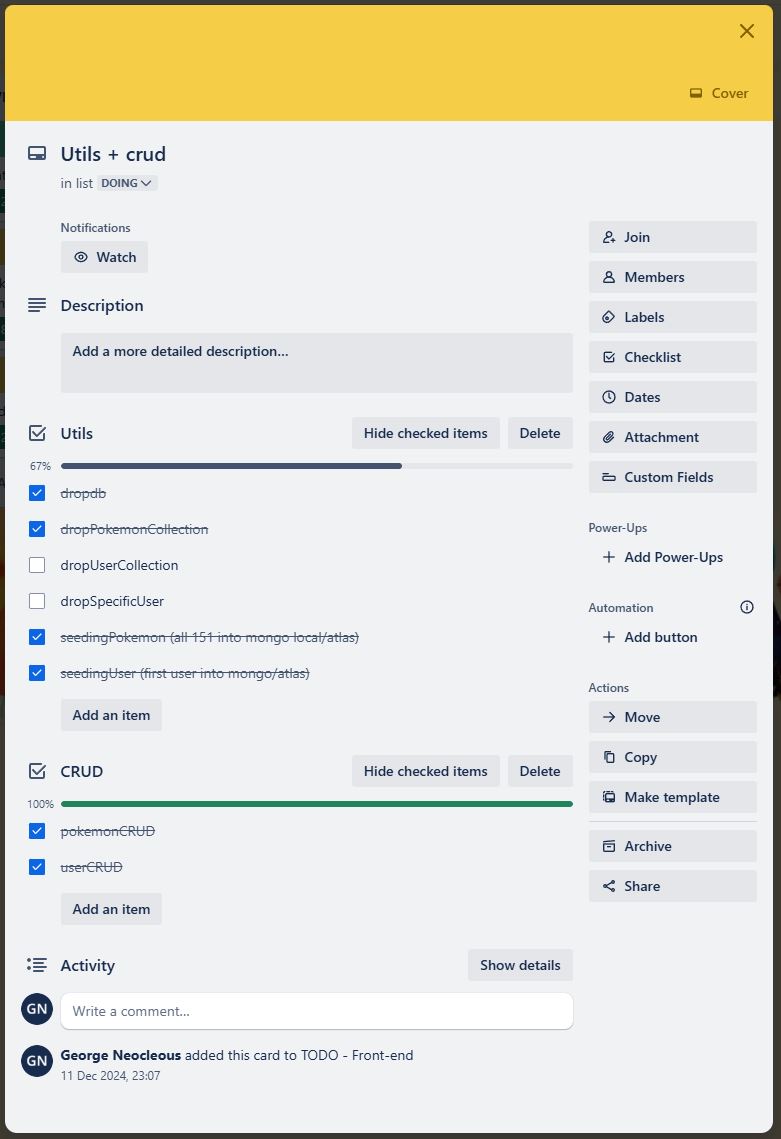 Cover
Utils + crud
in list DOING
Notifications
Watch
Description
Add a more detailed description...
Utils
Hide checked items
Delete
67%
dropdb
dropPokemonCollection
dropUserCollection
dropSpecificUser
seedingPokemon (all 151 into mongo local/atlas)
seedingUser (first user into mongo/atlas)
Add an item
CRUD
Hide checked items
Delete
100%
pokemonCRUD
userCRUD
Add an item
Activity
Show details
GN
Write a comment...
GN
George Neocleous added this card to TODO - Front-end
11 Dec 2024, 23:07
Join
Members
Labels
Checklist
Dates
Attachment
Custom Fields
Power-Ups
Add Power-Ups
Automation
Add button
Actions
Move
Copy
Make template
Archive
Share